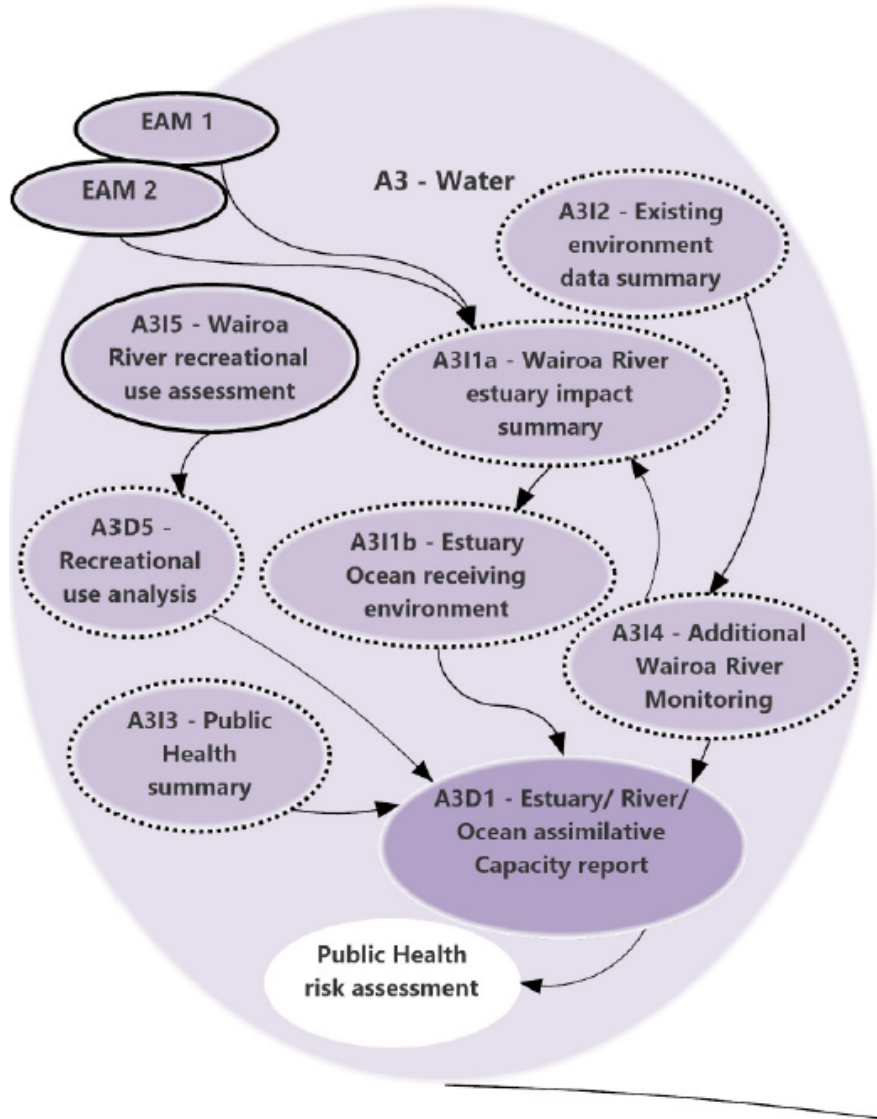 EAM 1
EAM 2
A3 - Water
A3I2 - Existing
environment
data summary
A3I5 - Wairoa
River recreational
use assessment
A3I1a - Wairoa River
estuary impact
summary
A3D5 -
Recreational
use analysis
A3I1b - Estuary
Ocean receiving
environment
A3I4 - Additional
Wairoa River
Monitoring
A3I3 - Public
Health
summary
A3D1 - Estuary/ River/
Ocean assimilative
Capacity report
Public Health
risk assessment